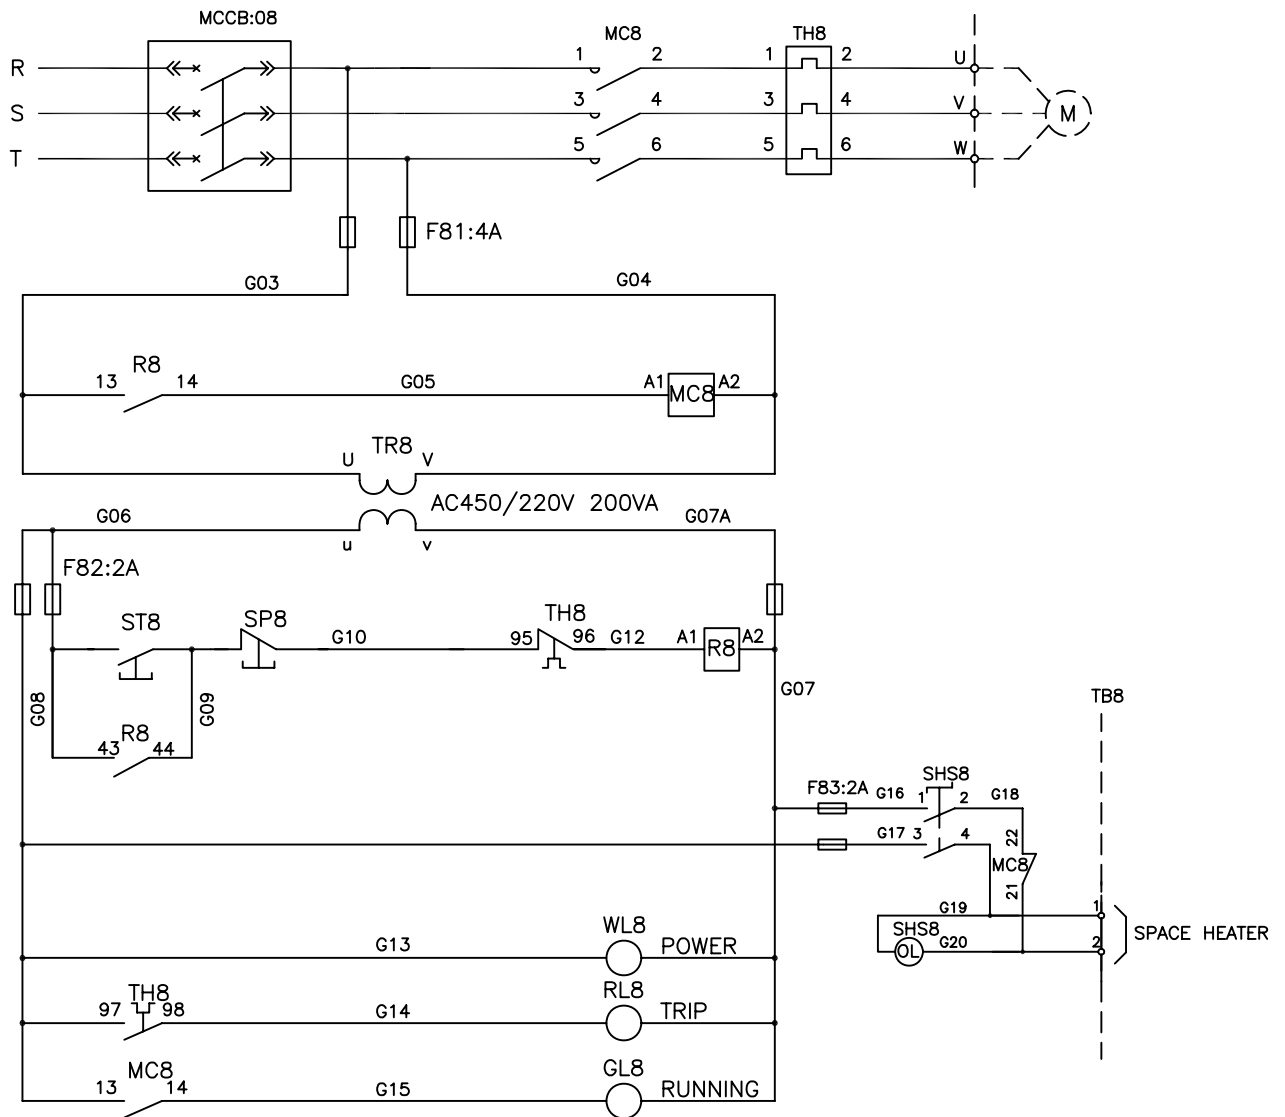 MCCB:08
MC8
TH8
R
1
2
1
2
U
S
3
4
3
4
V
M
T
5
6
5
6
W
F81:4A
G03
G04
R8
13
14
G05
A1
MC8
A2
TR8
U
V
AC450/220V 200VA
G06
G07A
u
v
F82:2A
ST8
SP8
TH8
G10
95
96
G12
A1
R8
A2
G08
G09
G07
R8
43
44
TB8
SHS8
F83:2A
G16
1
2
G18
G17
3
4
22
MC8
21
G19
1
SHS8
OL
G20
2
SPACE HEATER
WL8
G13
POWER
TH8
97
98
G14
RL8
TRIP
MC8
13
14
G15
GL8
RUNNING